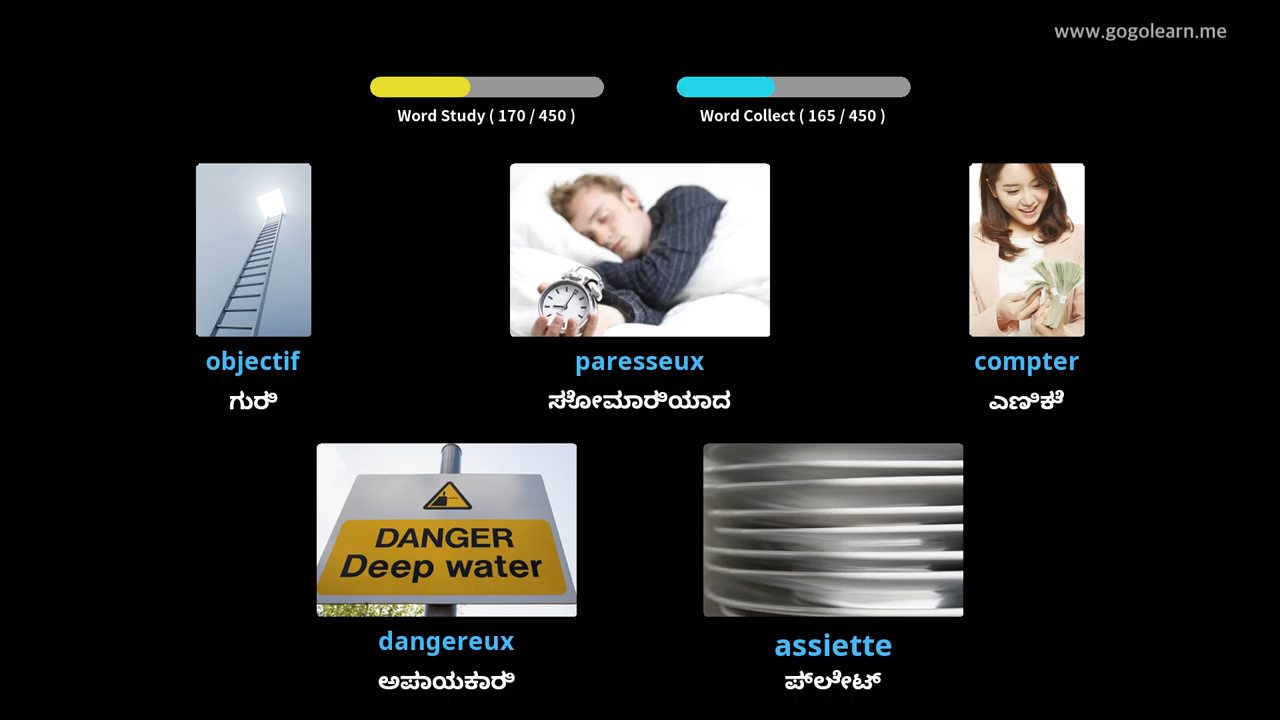 www.gogolearn.me
Word Study ( 170 / 450 )
Word Collect ( 165 / 450 )
objectif
paresseux
compter
ಗುರಿ
ಸೋಮಾರಿಯಾದ
ಎಣಿಕೆ
DANGER
Deep water
dangereux
assiette
ಅಪಾಯಕಾರಿ
ಪ್ಲೇಟ್